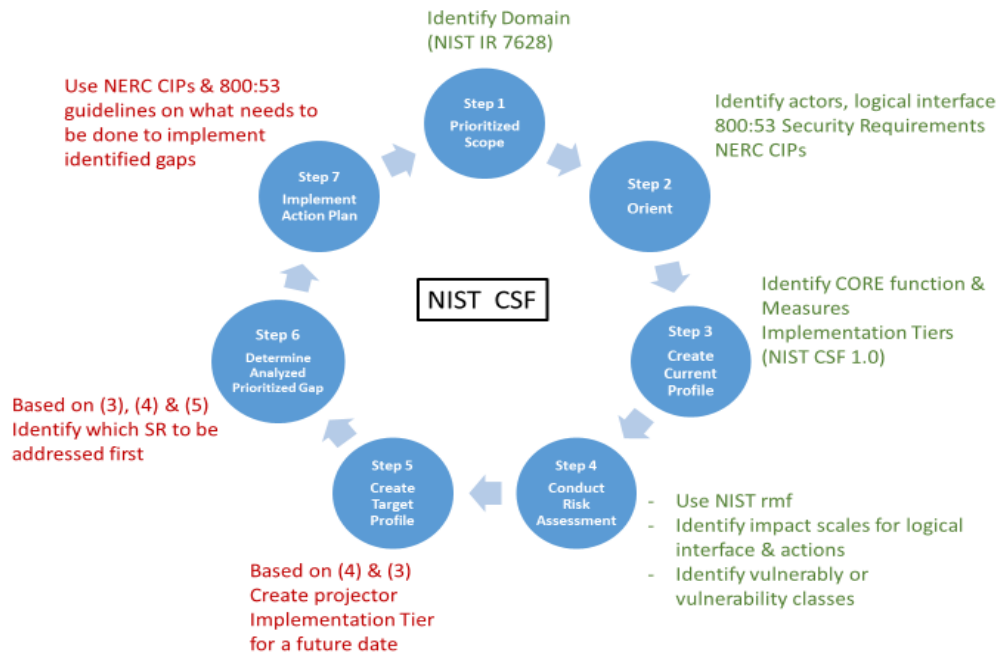 Identify Domain
(NIST IR 7628)
Step 1
Prioritized
Scope
Identify actors, logical interface
800:53 Security Requirements
NERC CIPs
Step 2
Orient
Identify CORE function &
Measures
Implementation Tiers
(NIST CSF 1.0)
Step 3
Create
Current
Profile
- Use NIST rmf
- Identify impact scales for logical
interface & actions
- Identify vulnerably or
vulnerability classes
Step 4
Conduct
Risk
Assessment
Step 5
Create
Target
Profile
Based on (4) & (3)
Create projector
Implementation Tier
for a future date
Step 6
Determine
Analyzed
Prioritized Gap
Based on (3), (4) & (5)
Identify which SR to be
addressed first
Step 7
Implement
Action Plan
Use NERC CIPs & 800:53
guidelines on what needs to
be done to implement
identified gaps
NIST CSF